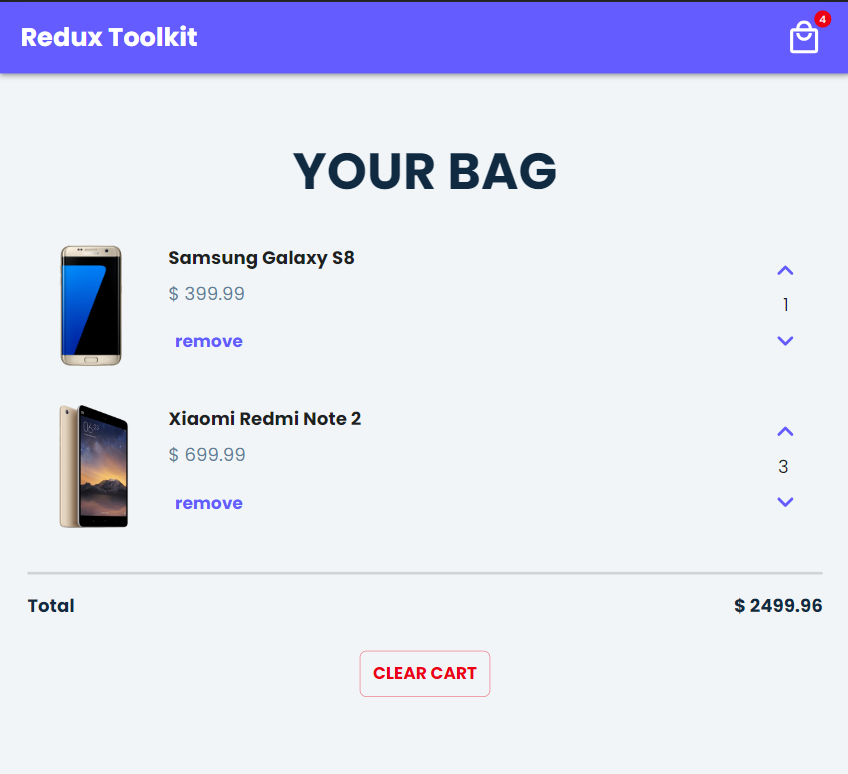 Redux Toolkit
4
YOUR BAG
Samsung Galaxy S8
$ 399.99
1
remove
Xiaomi Redmi Note 2
$ 699.99
3
remove
Total
$ 2499.96
CLEAR CART